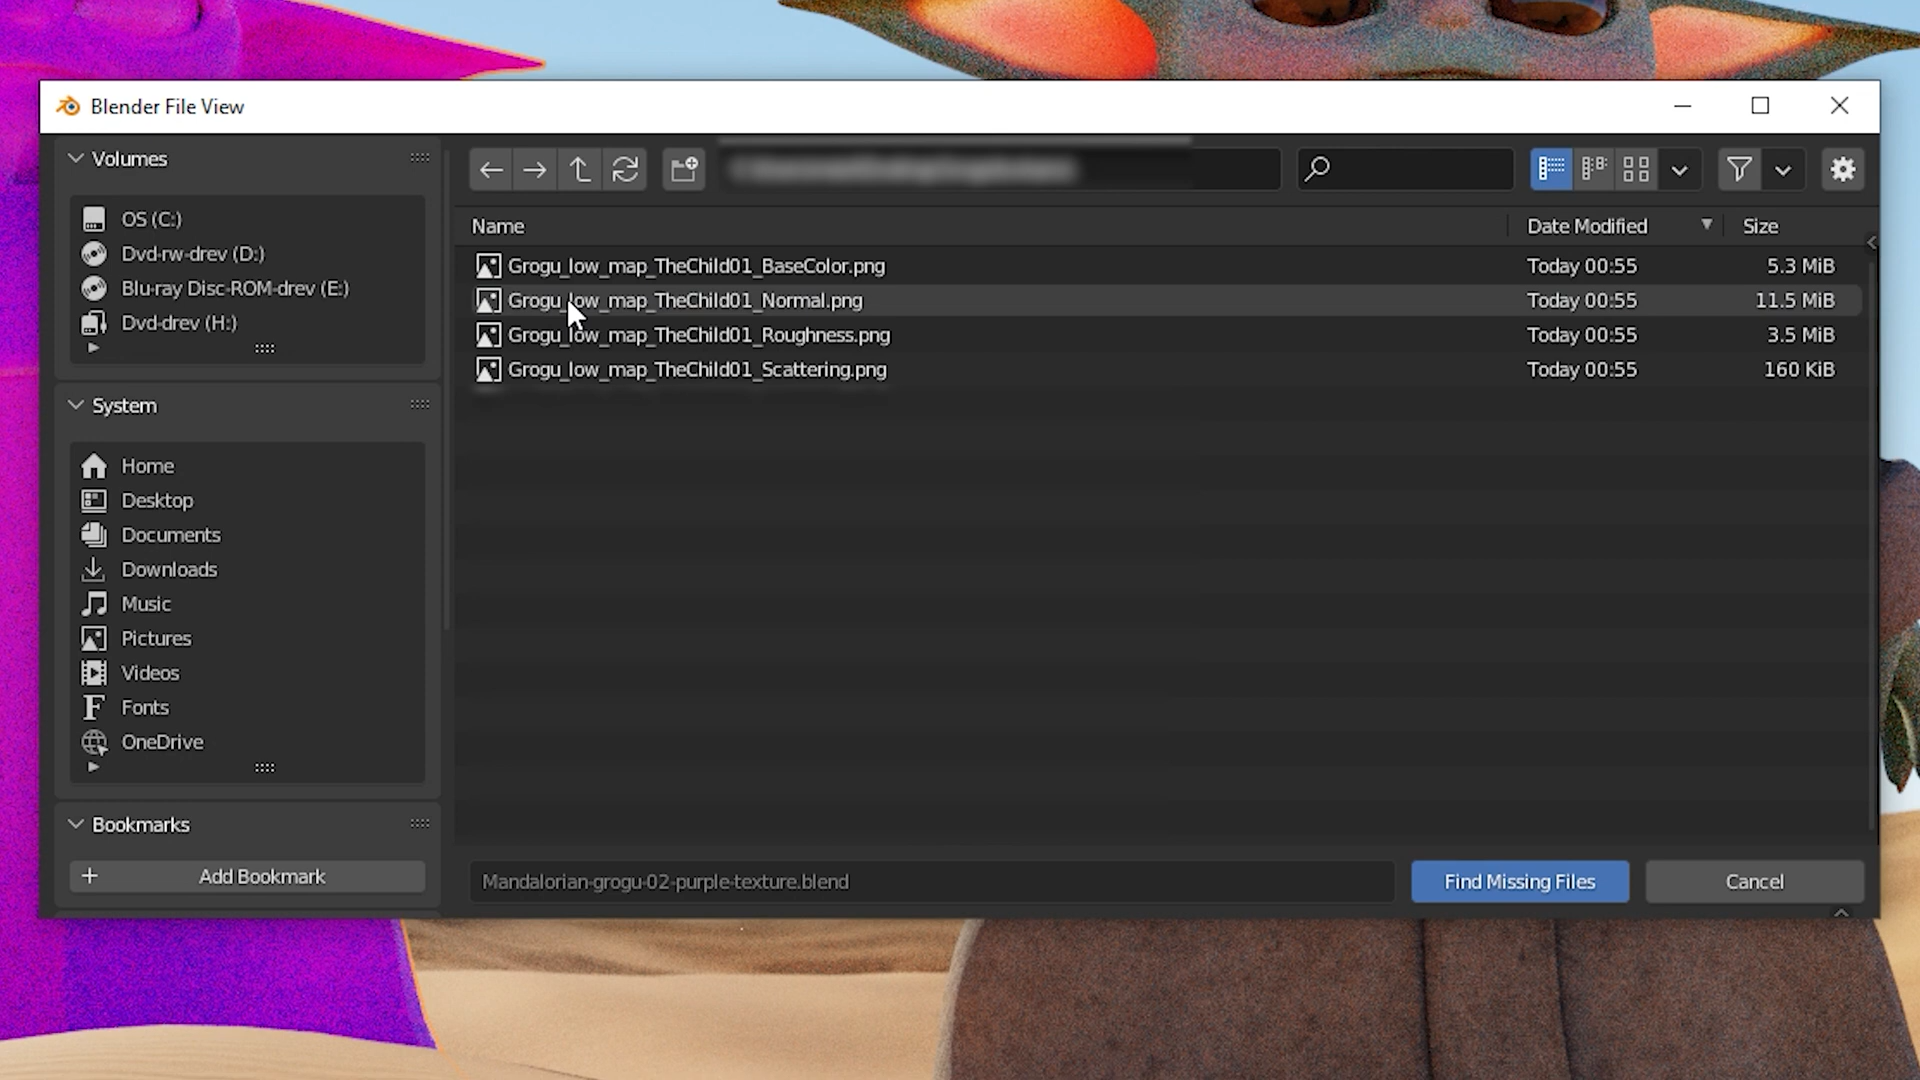 Blender File View
Volumes
OS (C:)
Dvd-rw-drev (D:)
Blu-ray Disc-ROM-drev (E:)
Dvd-drev (H:)
System
Home
Desktop
Documents
Downloads
Music
Pictures
Videos
Fonts
OneDrive
Bookmarks
Add Bookmark
Name Date Modified Size
Grogu_low_map_TheChild01_BaseColor.png Today 00:55 5.3 MiB
Grogu_low_map_TheChild01_Normal.png Today 00:55 11.5 MiB
Grogu_low_map_TheChild01_Roughness.png Today 00:55 3.5 MiB
Grogu_low_map_TheChild01_Scattering.png Today 00:55 160 KiB
Mandalorian-grogu-02-purple-texture.blend Find Missing Files Cancel